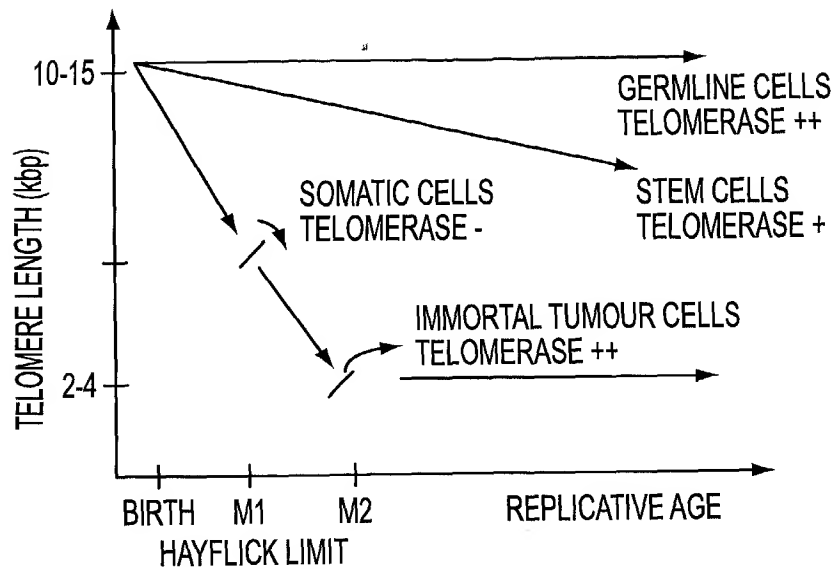 10-15
GERMLINE CELLS
TELOMERASE ++
SOMATIC CELLS
TELOMERASE -
STEM CELLS
TELOMERASE +
TELOMERE LENGTH (kbp)
IMMORTAL TUMOUR CELLS
TELOMERASE ++
2-4
BIRTH M1 M2 REPLICATIVE AGE
HAYFLICK LIMIT